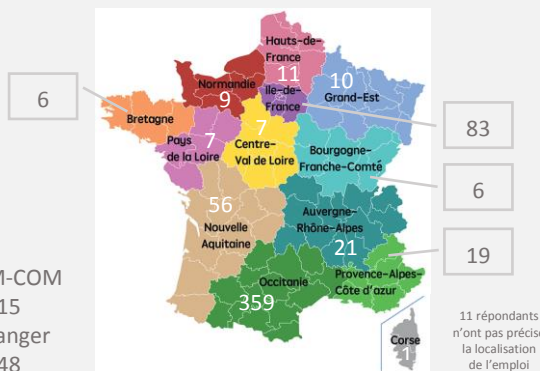 Hauts-de-
France
11
10
Grand-Est
Normandie
9
Ile-de-
France
6
Bretagne
83
7
Pays
de la Loire
7
Centre-
Val de Loire
Bourgogne-
Franche-Comté
6
56
Nouvelle
Aquitaine
Auvergne-
Rhône-Alpes
21
19
M-COM
15
anger
48
Occitanie
359
Provence-Alpes-
Côte d'azur
Corse
1
11 répondants
n'ont pas précisé
la localisation
de l'emploi